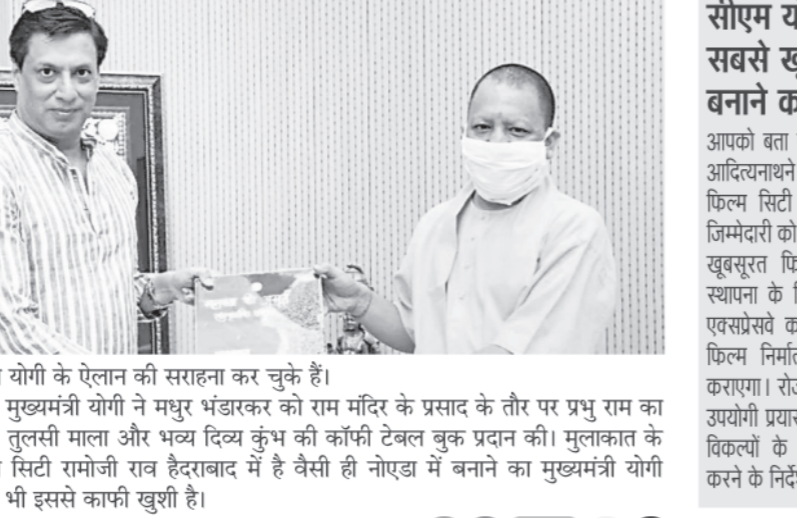 योगी के ऐलान की सराहना कर चुके हैं।
मुख्यमंत्री योगी ने मधुर भंडारकर को राम मंदिर के प्रसाद के तौर पर प्रभु राम का
तुलसी माला और भव्य दिव्य कुंभ की कॉफी टेबल बुक प्रदान की। मुलाकात के
सिटी रामोजी राव हैदराबाद में है वैसी ही नोएडा में बनाने का मुख्यमंत्री योगी
भी इससे काफी खुशी है।
सीएम
सबसे
बनाने
आपको बता
आदित्यनाथने
फिल्म सिटी
जिम्मेदारी को
खूबसूरत
स्थापना के
एक्सप्रेसवे
फिल्म
कराएगा।
उपयोगी
विकल्पों के
करने के